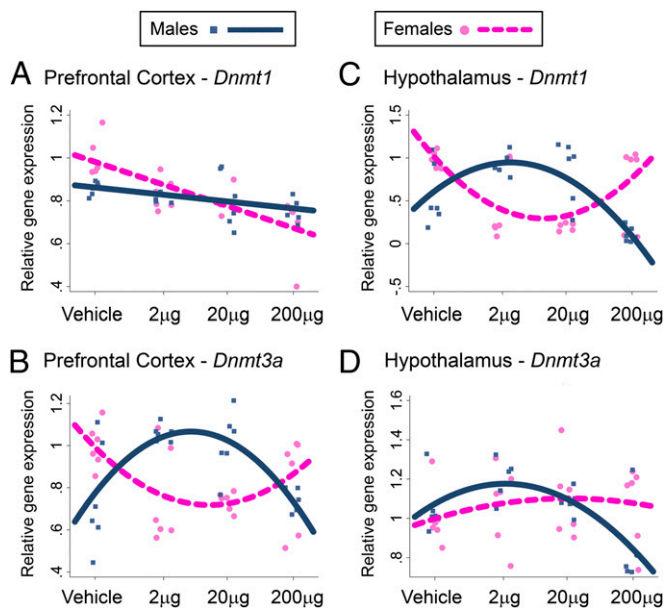 Males
Females
A Prefrontal Cortex - Dnmt1
Relative gene expression
1.2
1
.8
.6
.4
Vehicle 2µg 20µg 200µg
C Hypothalamus - Dnmt1
Relative gene expression
1.5
1
.5
0
-.5
Vehicle 2µg 20µg 200µg
B Prefrontal Cortex - Dnmt3a
Relative gene expression
1.2
1
.8
.6
.4
Vehicle 2µg 20µg 200µg
D Hypothalamus - Dnmt3a
Relative gene expression
1.6
1.4
1.2
1
.8
Vehicle 2µg 20µg 200µg